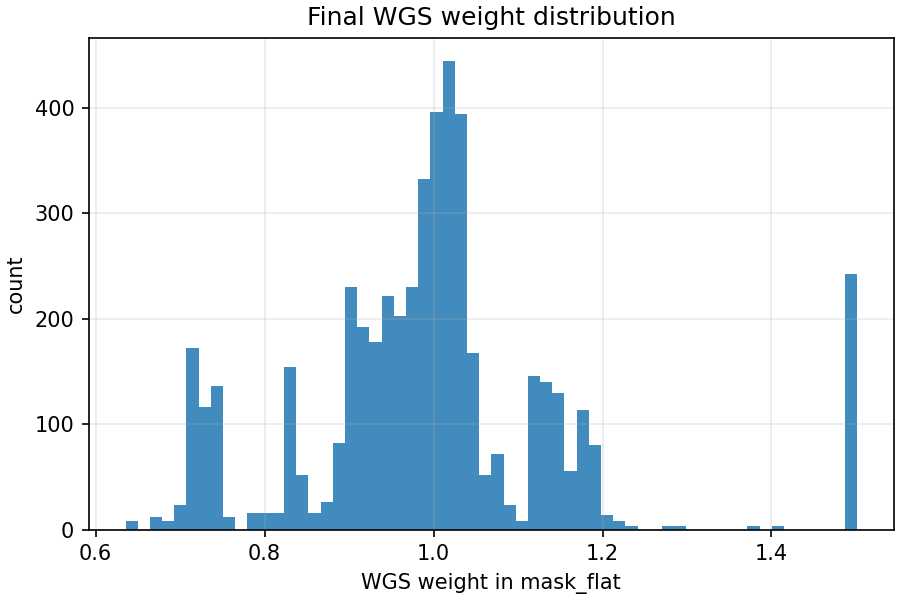 Final WGS weight distribution
count
400
300
200
100
0
0.6 0.8 1.0 1.2 1.4
WGS weight in mask_flat